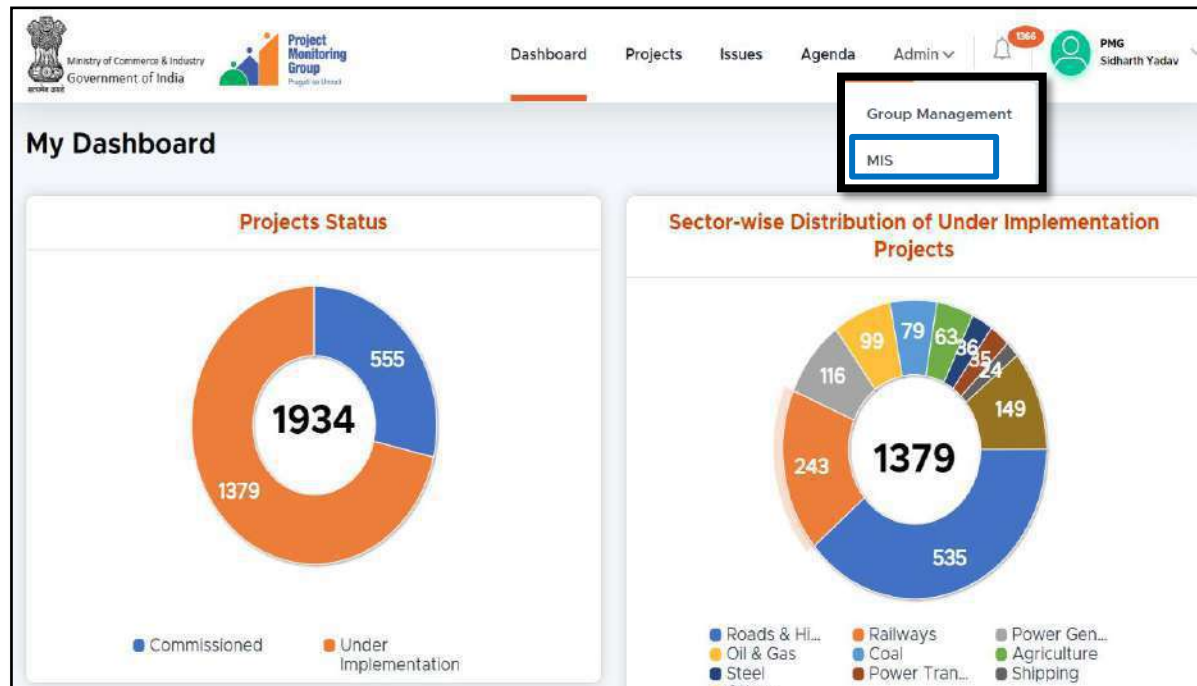 Ministry of Commerce & Industry
Government of India
सत्यमेव जयते
Project
Monitoring
Group
Dashboard
Projects
Issues
Agenda
Admin
1366
PMG
Sidharth Yadav
Group Management
MIS
My Dashboard
Projects Status
555
1934
1379
Commissioned
Under
Implementation
Sector-wise Distribution of Under Implementation
Projects
99
79
63
36
35
24
116
149
243
1379
535
Roads & Hi...
Railways
Power Gen...
Oil & Gas
Coal
Agriculture
Steel
Power Tran...
Shipping